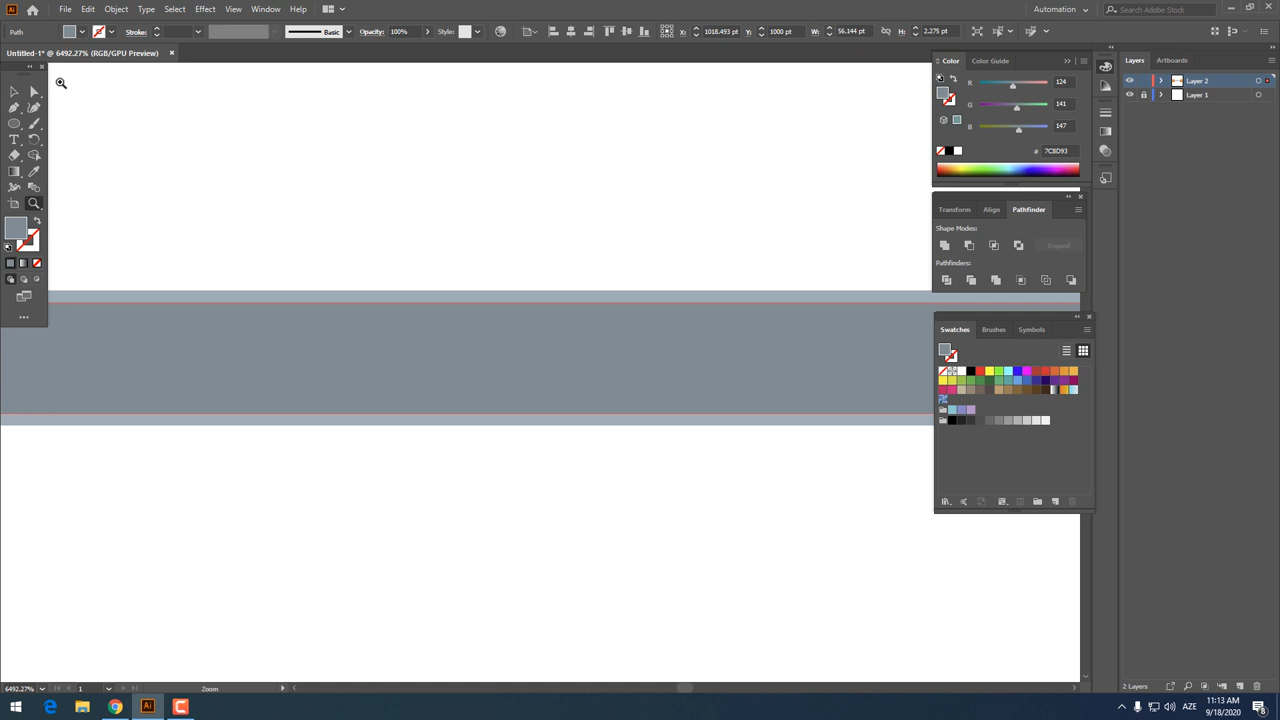 Ai File Edit Object Type Select Effect View Window Help Automation Search Adobe Stock
Path Stroke: Basic Opacity: 100% Style: X: 1018.493 pt Y: 1000 pt W: 56.144 pt H: 2.275 pt
Untitled-1* @ 6492.27% (RGB/GPU Preview)
Color Color Guide
Layers Artboards
R 124
Layer 2
Layer 1
G 141
B 147
# 7C8D93
Transform Align Pathfinder
Shape Modes:
Expand
Pathfinders:
Swatches Brushes Symbols
6492.27% 1 Zoom
2 Layers
Ai AZE 11:13 AM
9/18/2020